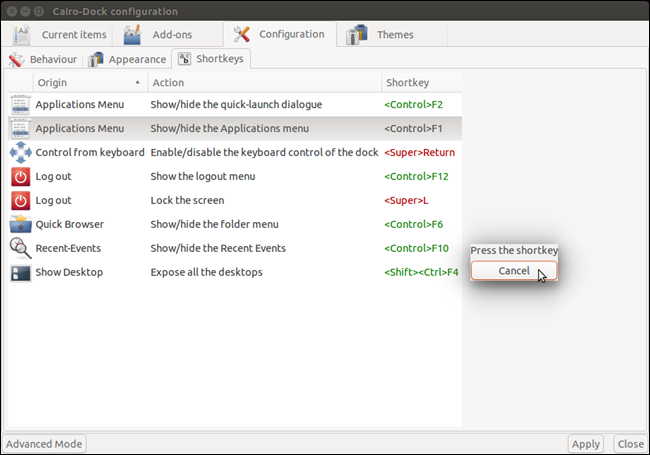 Cairo-Dock configuration
Current items Add-ons Configuration Themes
Behaviour Appearance Shortkeys
Origin Action Shortkey
Applications Menu Show/hide the quick-launch dialogue <Control>F2
Applications Menu Show/hide the Applications menu <Control>F1
Control from keyboard Enable/disable the keyboard control of the dock <Super>Return
Log out Show the logout menu <Control>F12
Log out Lock the screen <Super>L
Quick Browser Show/hide the folder menu <Control>F6
Recent-Events Show/hide the Recent Events <Control>F10
Press the shortkey
Show Desktop Expose all the desktops <Shift><Ctrl>F4
Cancel
Advanced Mode Apply Close